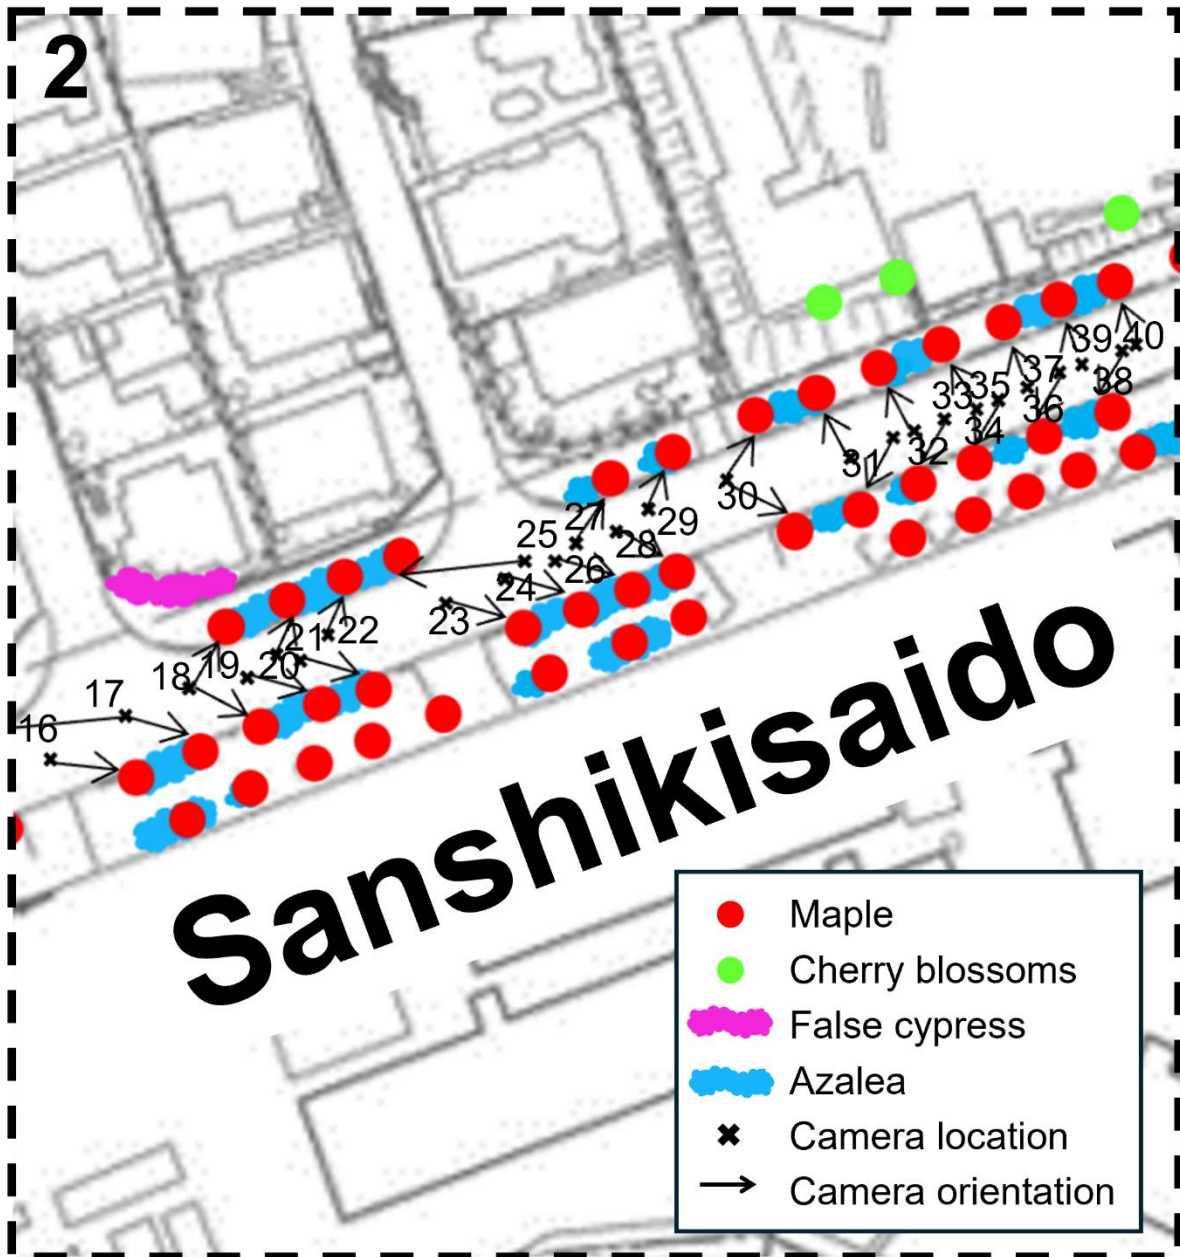 2
39 40
37 38
35 36
33 34
31 32
30
29
27 28
25 26
24
23
22
21
19 20
18
17
16
Sanshikisaido
Maple
Cherry blossoms
False cypress
Azalea
Camera location
Camera orientation